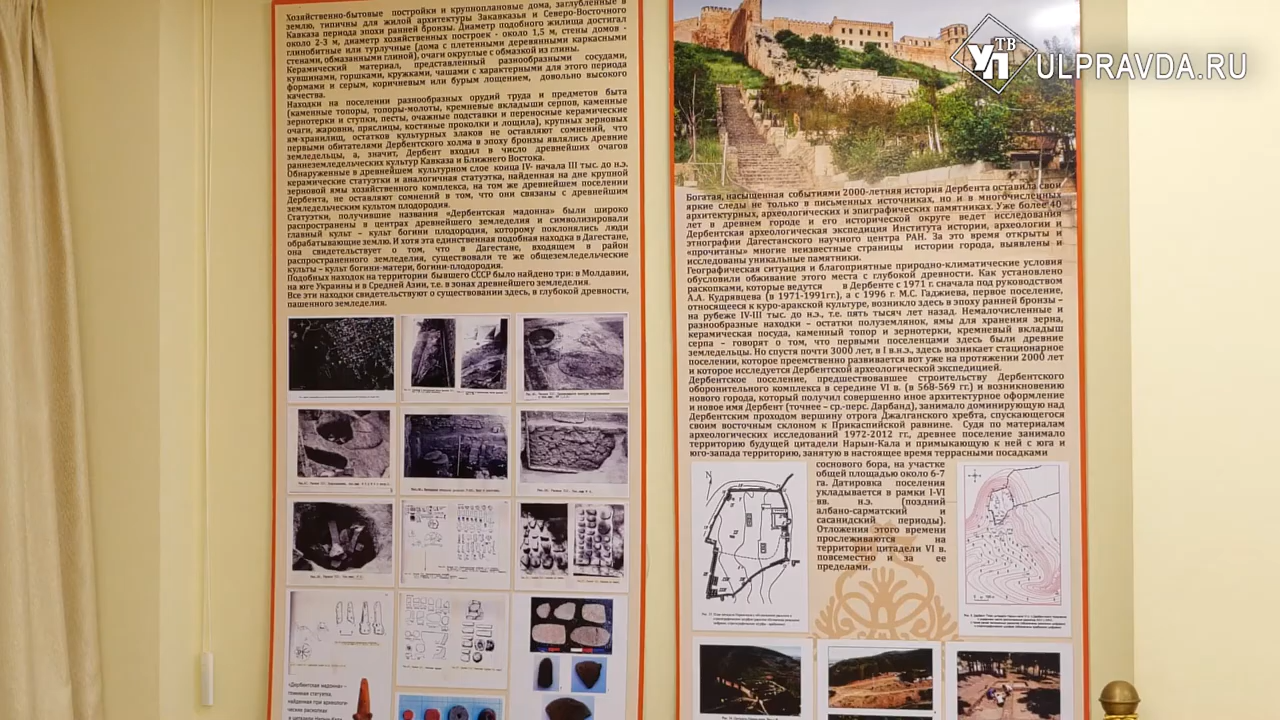 Хозяйственно-бытовые постройки и крупноплановые дома, заглубленные в
землю, типичны для жилой архитектуры Закавказья и Северо-Восточного
Кавказа периода эпохи ранней бронзы. Диаметр подобного жилища достигал
около 2-3 м, диаметр хозяйственных построек - около 1,5 м, стены домов -
глинобитные или турлучные (дома с плетенными деревянными каркасными
стенами, обмазанными глиной), очаги округлые с обмазкой из глины.
Керамический материал, представленный разнообразными сосудами,
кувшинами, горшками, кружками, чашами с характерными для этого периода
формами и серым, коричневым или бурым лощением, довольно высокого
качества.
Находки на поселении разнообразных орудий труда и предметов быта
(каменные топоры, топоры-молоты, кремневые вкладыши серпов, каменные
зернотерки и ступки, песты, очажные подставки и переносные керамические
очаги, жаровни, пряслицы, костяные проколки и лощила), крупных зерновых
ям-хранилищ, остатков культурных злаков не оставляют сомнений, что
первыми обитателями Дербентского холма в эпоху бронзы являлись древние
земледельцы, а, значит, Дербент входил в число древнейших очагов
раннеземледельческих культур Кавказа и Ближнего Востока.
Обнаруженные в древнейшем культурном слое конца IV- начала III тыс. до н.э.
керамические статуэтки и аналогичная статуэтка, найденная на дне крупной
зерновой ямы хозяйственного комплекса, на том же древнейшем поселении
Дербента, не оставляют сомнений в том, что они связаны с древнейшим
земледельческим культом плодородия.
Статуэтки, получившие названия «Дербентская мадонна» были широко
распространены в центрах древнейшего земледелия и символизировали
главный культ – культ богини плодородия, которому поклонялись люди
обрабатывающие землю. И хотя эта единственная подобная находка в Дагестане,
она свидетельствует о том, что в Дагестане, входящем в район
распространенного земледелия, существовали те же общеземледельческие
культы – культ богини-матери, богини-плодородия.
Подобных находок на территории бывшего СССР было найдено три: в Молдавии,
на юге Украины и в Средней Азии, т.е. в зонах древнейшего земледелия.
Все эти находки свидетельствуют о существовании здесь, в глубокой древности,
пашенного земледелия.
«Дербентская мадонна» –
глиняная статуэтка,
найденная при археологи-
ческих раскопках
в цитадели Нарын-Кала
УП ТВ
ULPRAVDA.RU
Богатая, насыщенная событиями 2000-летняя история Дербента оставила свои
яркие следы не только в письменных источниках, но и в многочисленных
архитектурных, археологических и эпиграфических памятниках. Уже более 40
лет в древнем городе и его исторической округе ведет исследования
Дербентская археологическая экспедиция Института истории, археологии и
этнографии Дагестанского научного центра РАН. За это время открыты и
«прочитаны» многие неизвестные страницы истории города, выявлены и
исследованы уникальные памятники.
Географическая ситуация и благоприятные природно-климатические условия
обусловили обживание этого места с глубокой древности. Как установлено
раскопками, которые ведутся в Дербенте с 1971 г. сначала под руководством
А.А. Кудрявцева (в 1971-1991гг.), а с 1996 г. М.С. Гаджиева, первое поселение,
относящееся к куро-аракской культуре, возникло здесь в эпоху ранней бронзы –
на рубеже IV-III тыс. до н.э., т.е. пять тысяч лет назад. Немалочисленные и
разнообразные находки – остатки полуземлянок, ямы для хранения зерна,
керамическая посуда, каменный топор и зернотерки, кремневый вкладыш
серпа – говорят о том, что первыми поселенцами здесь были древние
земледельцы. Но спустя почти 3000 лет, в I в.н.э., здесь возникает стационарное
поселении, которое преемственно развивается вот уже на протяжении 2000 лет
и которое исследуется Дербентской археологической экспедицией.
Дербентское поселение, предшествовавшее строительству Дербентского
оборонительного комплекса в середине VI в. (в 568-569 гг.) и возникновению
нового города, который получил совершенно иное архитектурное оформление
и новое имя Дербент (точнее – ср.-перс. Дарбанд), занимало доминирующую над
Дербентским проходом вершину отрога Джалганского хребта, спускающегося
своим восточным склоном к Прикаспийской равнине. Судя по материалам
археологических исследований 1972-2012 гг., древнее поселение занимало
территорию будущей цитадели Нарын-Кала и примыкающую к ней с юга и
юго-запада территорию, занятую в настоящее время террасными посадками
соснового бора, на участке
общей площадью около 6-7
га. Датировка поселения
укладывается в рамки I-VI
вв. н.э. (поздний
албано-сарматский и
сасанидский периоды).
Отложения этого времени
прослеживаются на
территории цитадели VI в.
повсеместно и за ее
пределами.
N